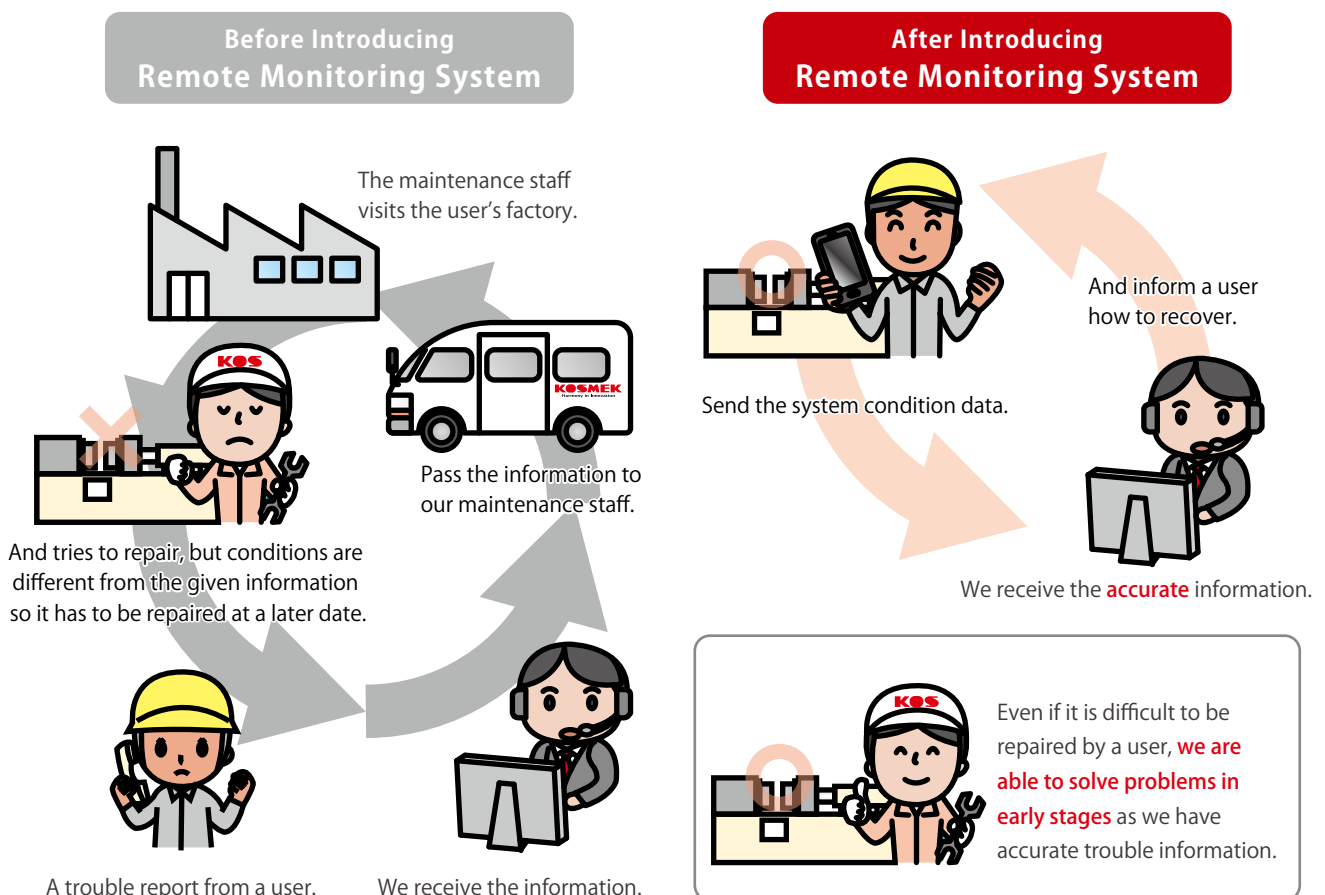 Before Introducing
Remote Monitoring System
The maintenance staff
visits the user’s factory.
KOS
KOSMEK
Harmony in Innovation
Pass the information to
our maintenance staff.
And tries to repair, but conditions are
different from the given information
so it has to be repaired at a later date.
A trouble report from a user.
We receive the information.
After Introducing
Remote Monitoring System
And inform a user
how to recover.
Send the system condition data.
We receive the accurate information.
KOS
Even if it is difficult to be
repaired by a user, we are
able to solve problems in
early stages as we have
accurate trouble information.